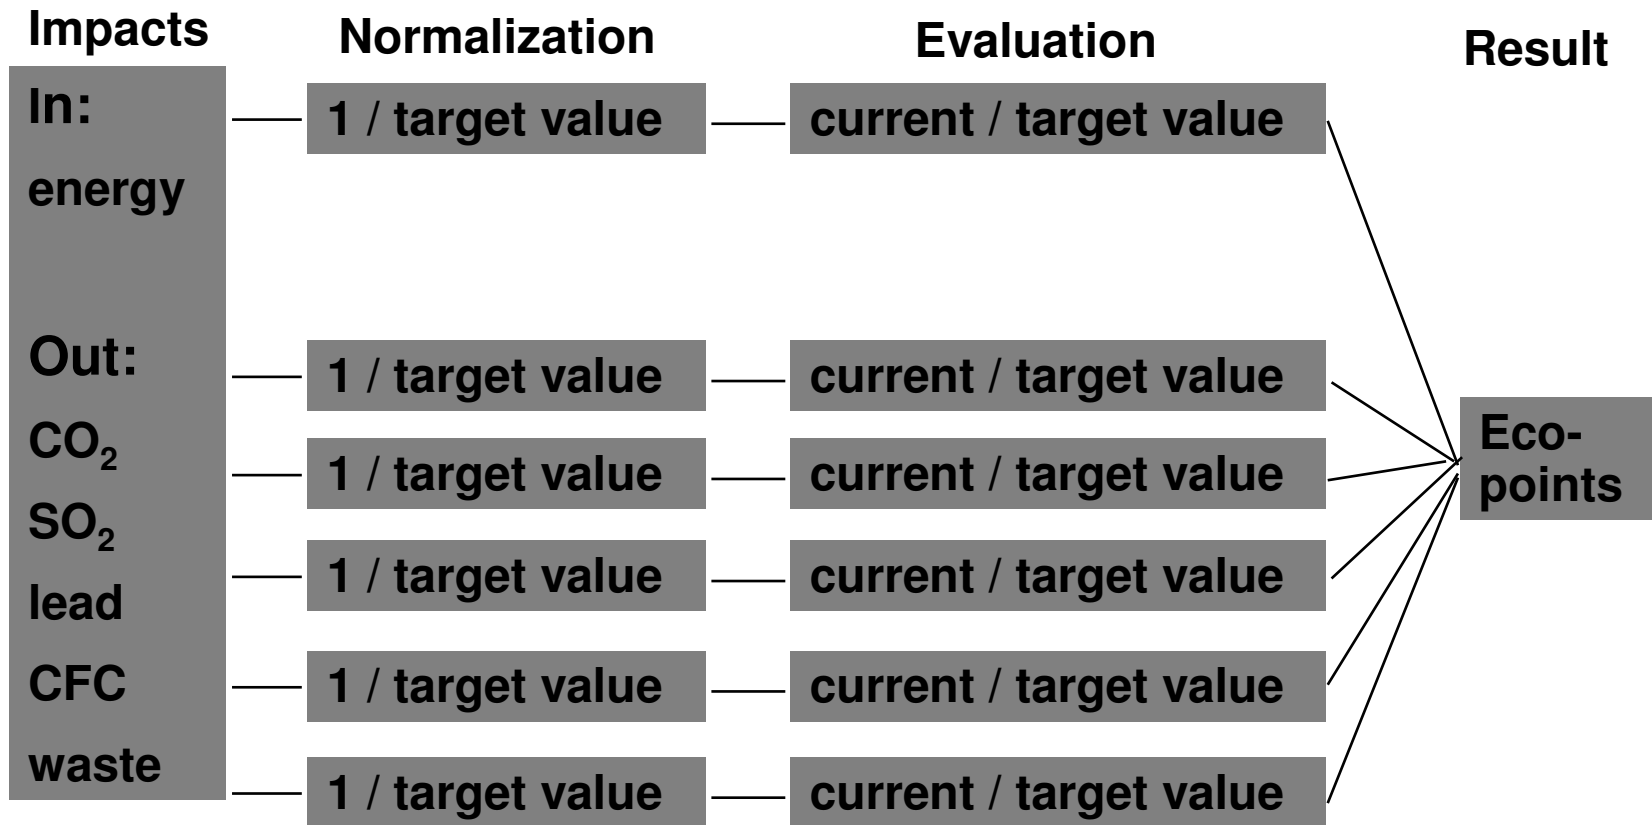 Impacts
Normalization
Evaluation
Result
In:
1 / target value
current / target value
energy
Out:
1 / target value
current / target value
CO₂
1 / target value
current / target value
Eco-
points
SO₂
1 / target value
current / target value
lead
CFC
1 / target value
current / target value
waste
1 / target value
current / target value